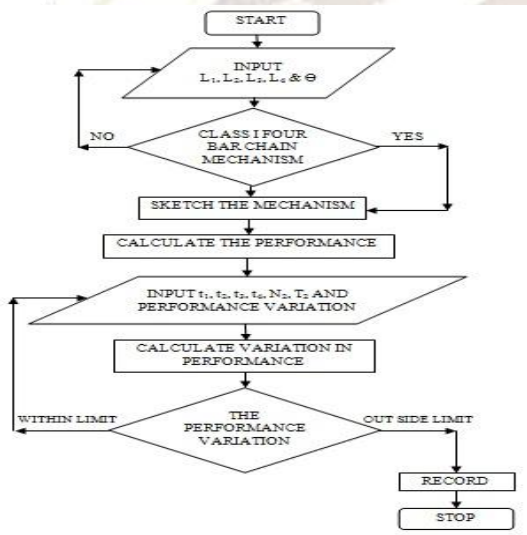 START
INPUT
L1, L2, L3, L4 & Θ
NO
CLASS I FOUR
BAR CHAIN
MECHANISM
YES
SKETCH THE MECHANISM
CALCULATE THE PERFORMANCE
INPUT t1, t2, t3, t4, N2, T2 AND
PERFORMANCE VARIATION
CALCULATE VARIATION IN
PERFORMANCE
WITHIN LIMIT
THE
PERFORMANCE
VARIATION
OUT SIDE LIMIT
RECORD
STOP